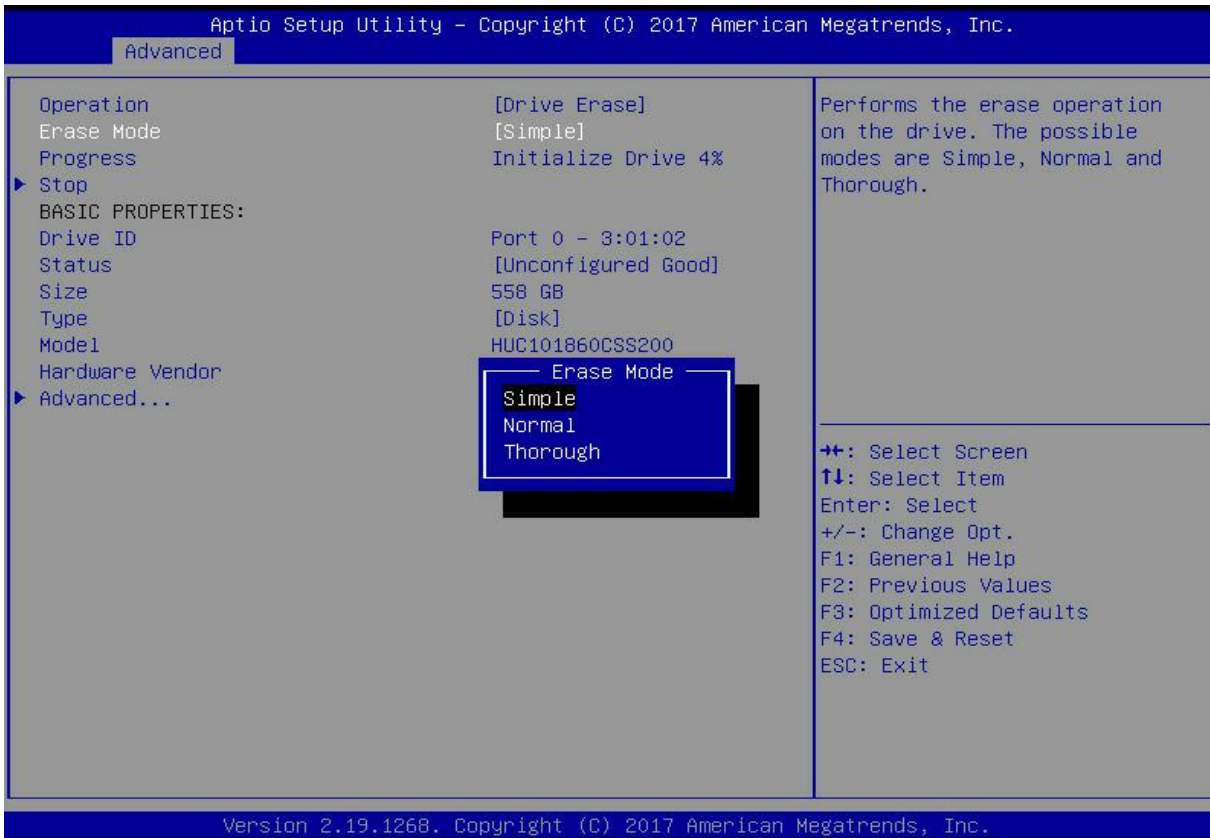 Aptio Setup Utility – Copyright (C) 2017 American Megatrends, Inc.
Advanced
Operation [Drive Erase]
Erase Mode [Simple]
Progress Initialize Drive 4%
▶ Stop
BASIC PROPERTIES:
Drive ID Port 0 – 3:01:02
Status [Unconfigured Good]
Size 558 GB
Type [Disk]
Model HUC101860CSS200
Hardware Vendor
▶ Advanced...
Erase Mode
Simple
Normal
Thorough
Performs the erase operation
on the drive. The possible
modes are Simple, Normal and
Thorough.
→←: Select Screen
↑↓: Select Item
Enter: Select
+/-: Change Opt.
F1: General Help
F2: Previous Values
F3: Optimized Defaults
F4: Save & Reset
ESC: Exit
Version 2.19.1268. Copyright (C) 2017 American Megatrends, Inc.